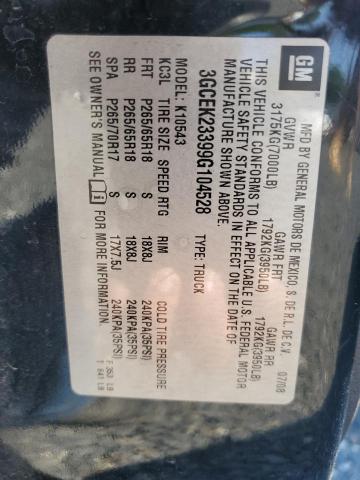 GM
MFD BY GENERAL MOTORS DE MEXICO, S. DE R.L. DE C.V.
07/08
GVWR GAWR FRT GAWR RR
3175KG(7000LB) 1792KG(3950LB) 1792KG(3950LB)
THIS VEHICLE CONFORMS TO ALL APPLICABLE U.S. FEDERAL MOTOR
VEHICLE SAFETY STANDARDS IN EFFECT ON THE DATE OF
MANUFACTURE SHOWN ABOVE.
3GCEK23399G104528 TYPE: TRUCK
K10543
KC3L TIRE SIZE SPEED RTG RIM COLD TIRE PRESSURE
FRT P265/65R18 S 18X8J 240KPA(35PSI)
RR P265/65R18 S 18X8J 240KPA(35PSI)
SPA P265/70R17 S 17X7.5J 240KPA(35PSI)
SEE OWNER'S MANUAL FOR MORE INFORMATION.